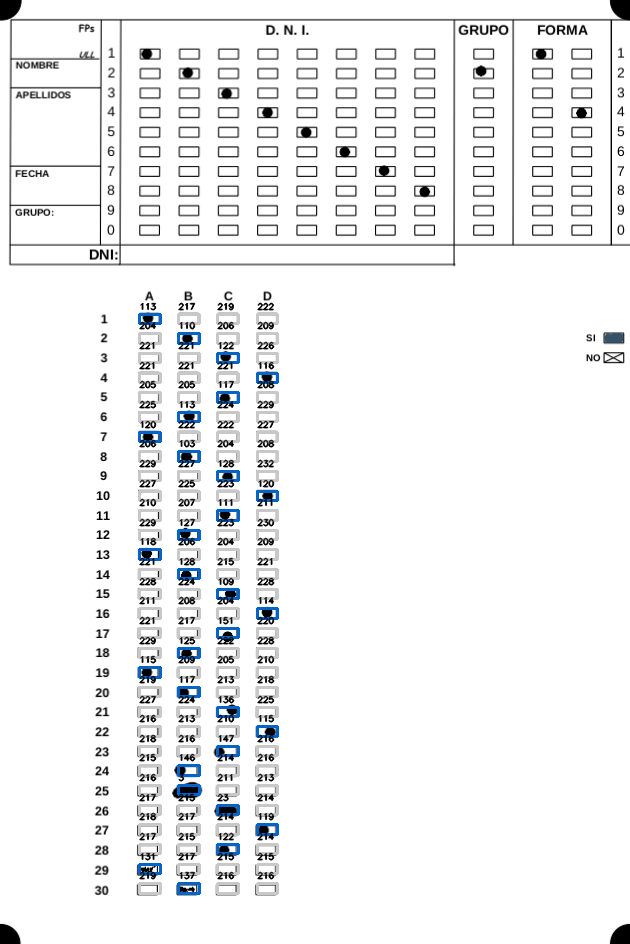 FPs D. N. I. GRUPO FORMA
ULL 1 1
NOMBRE 2 2
APELLIDOS 3 3
4 4
5 5
6 6
FECHA 7 7
8 8
GRUPO: 9 9
0 0
DNI:
A B C D
113 217 219 222
1
204 110 206 209
2 SI
221 221 122 226
3 NO
221 221 221 116
4
205 205 117 208
5
225 113 224 229
6
120 222 222 227
7
206 103 204 208
8
229 227 128 232
9
227 225 223 120
10
210 207 111 211
11
229 127 223 230
12
118 206 204 209
13
221 128 215 221
14
228 224 109 228
15
211 208 204 114
16
221 217 151 220
17
229 125 222 228
18
115 209 205 210
19
219 117 213 218
20
227 224 136 225
21
216 213 210 115
22
218 216 147 216
23
215 146 214 216
24
216 3 211 213
25
217 215 23 214
26
218 217 214 119
27
217 215 122 214
28
131 217 215 215
29
219 137 216 216
30